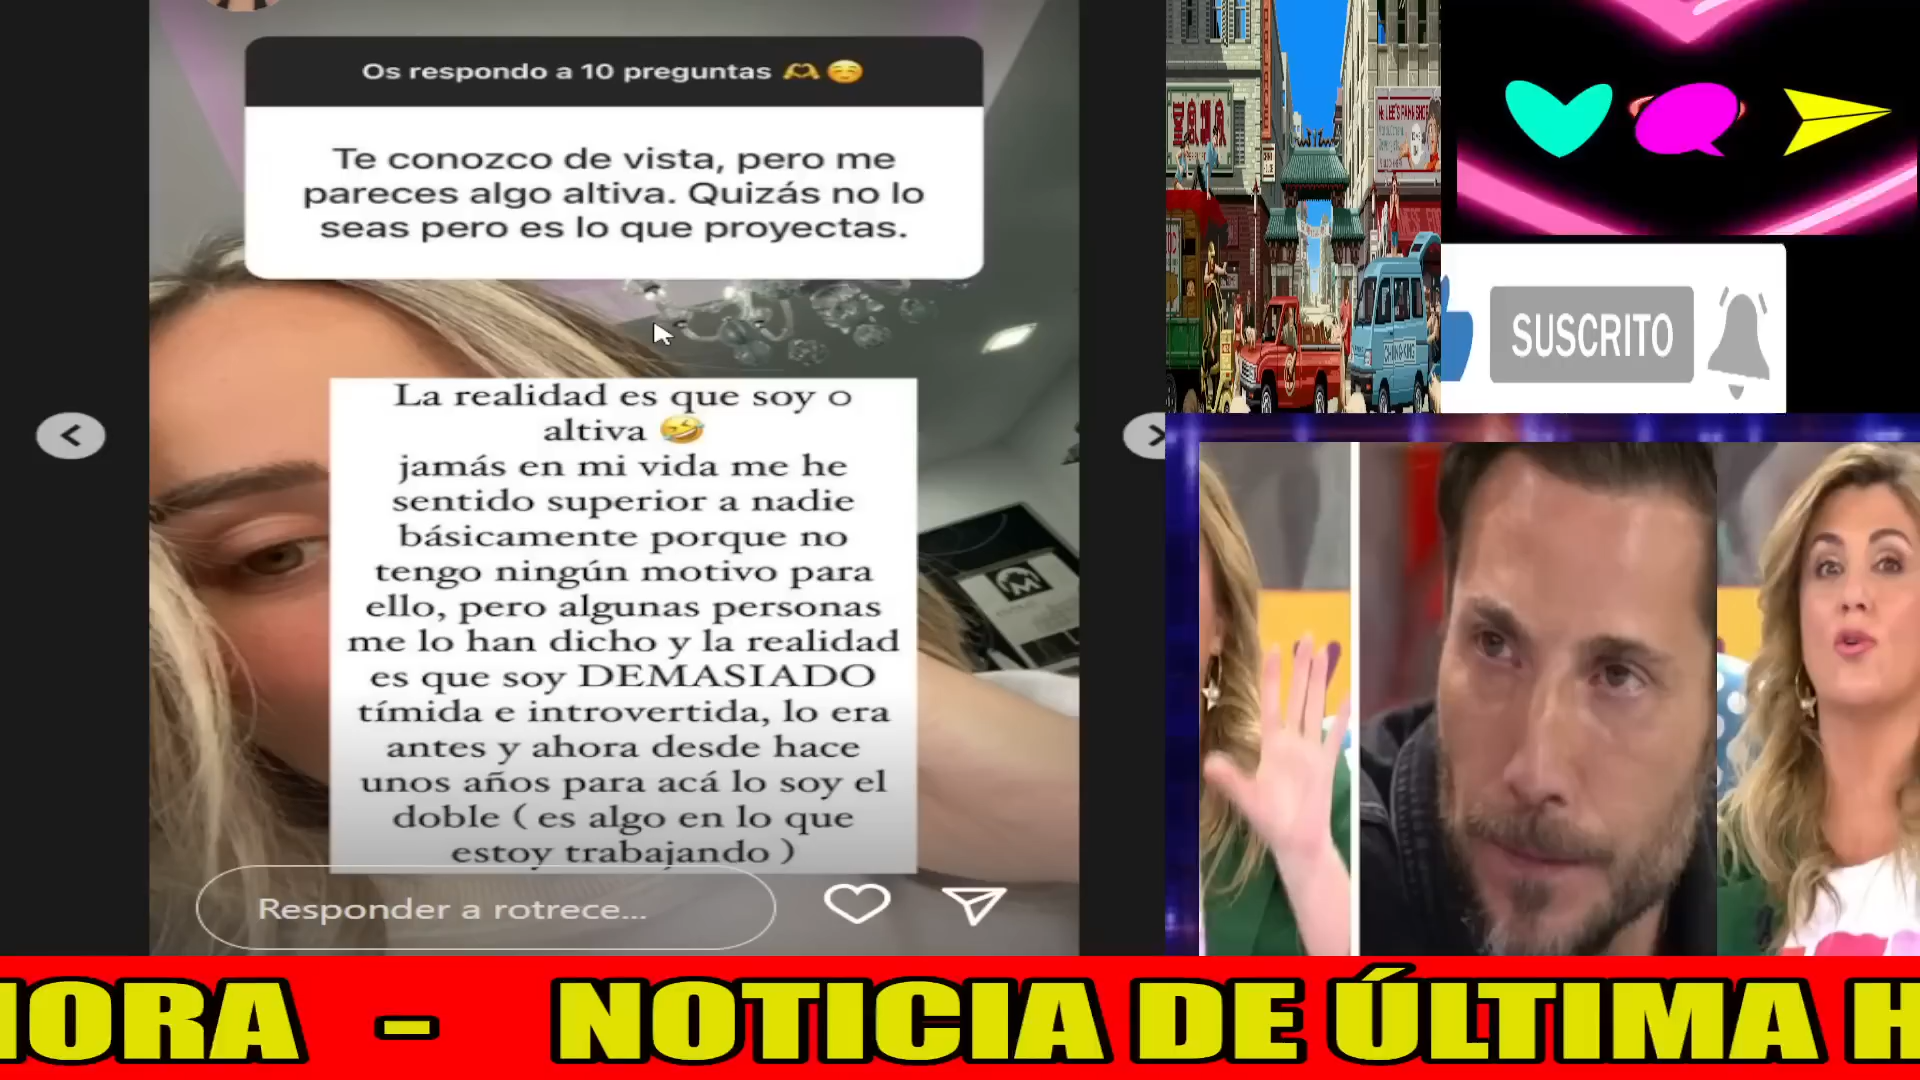 Os respondo a 10 preguntas 🫶☺️
Te conozco de vista, pero me
pareces algo altiva. Quizás no lo
seas pero es lo que proyectas.
La realidad es que soy o
altiva 🤣
jamás en mi vida me he
sentido superior a nadie
básicamente porque no
tengo ningún motivo para
ello, pero algunas personas
me lo han dicho y la realidad
es que soy DEMASIADO
tímida e introvertida, lo era
antes y ahora desde hace
unos años para acá lo soy el
doble ( es algo en lo que
estoy trabajando )
Responder a rotrece...
SUSCRITO
CHUNG-KING
HORA - NOTICIA DE ÚLTIMA H